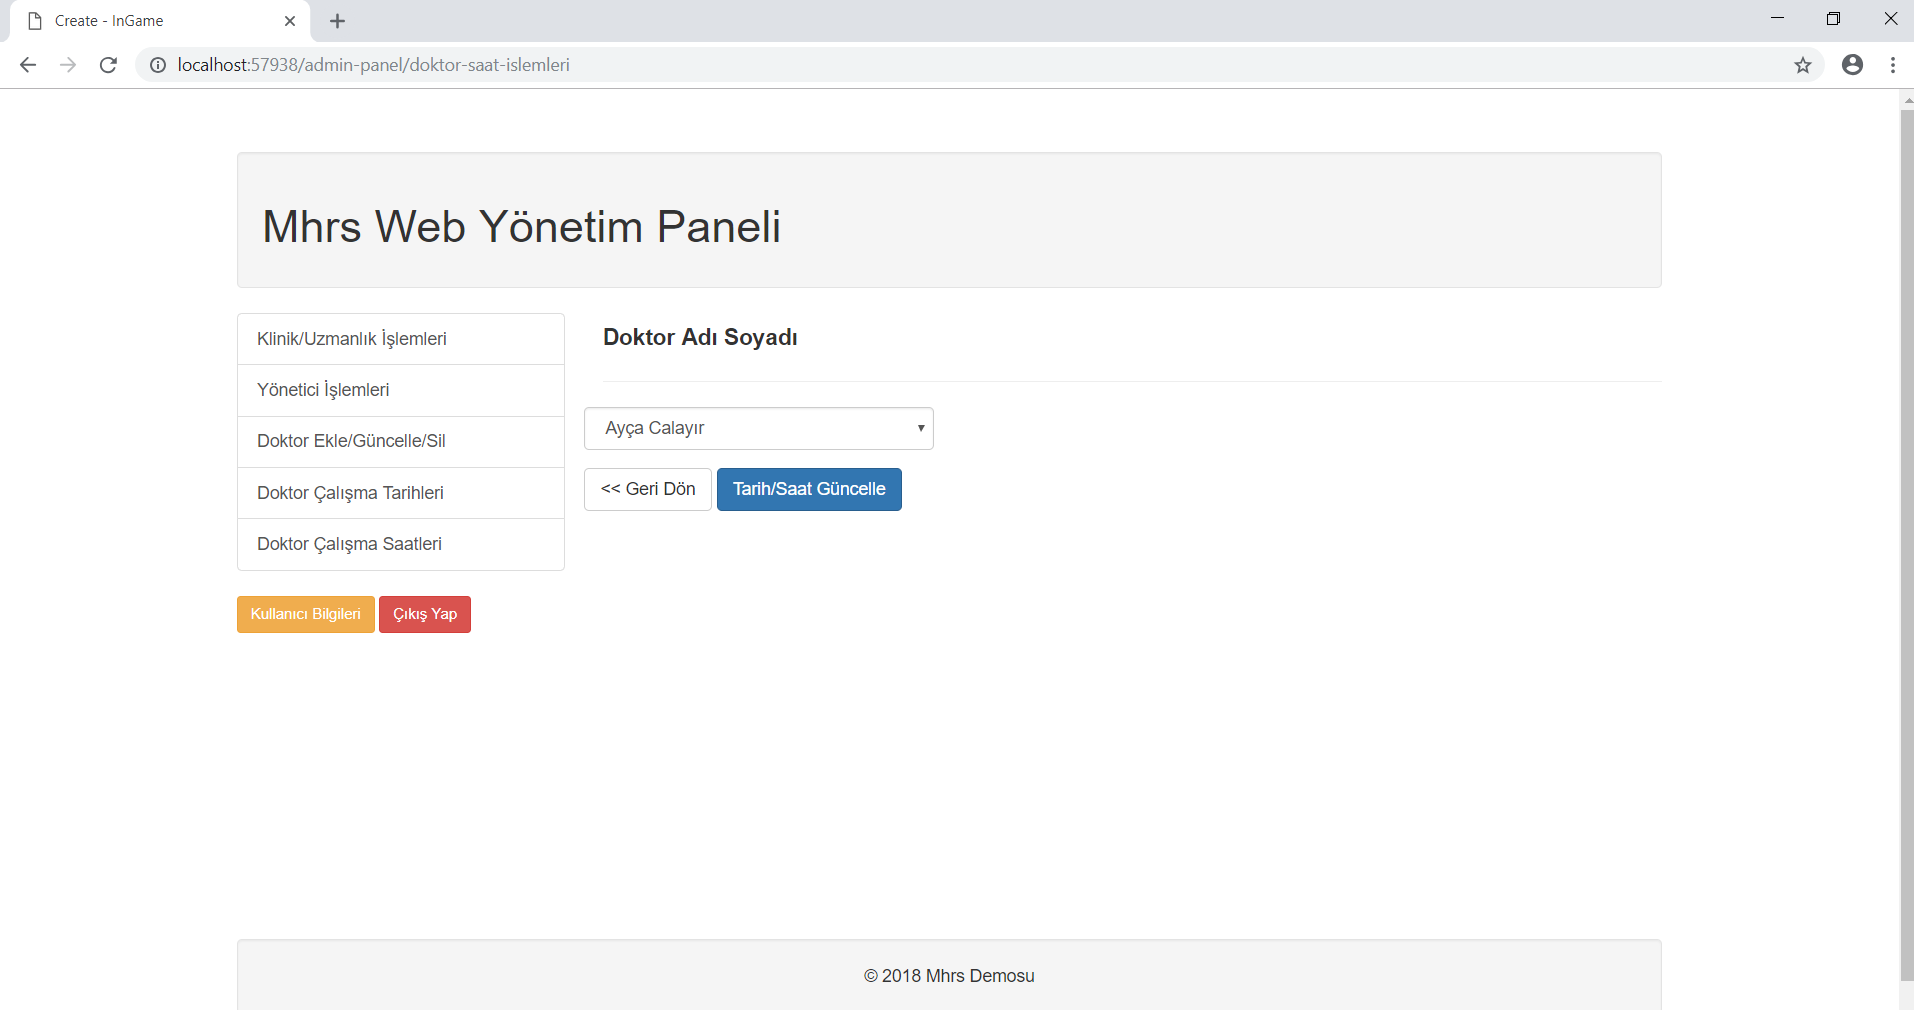 Create - InGame
localhost:57938/admin-panel/doktor-saat-islemleri
Mhrs Web Yönetim Paneli
Klinik/Uzmanlık İşlemleri
Yönetici İşlemleri
Doktor Ekle/Güncelle/Sil
Doktor Çalışma Tarihleri
Doktor Çalışma Saatleri
Kullanıcı Bilgileri Çıkış Yap
Doktor Adı Soyadı
Ayça Calayır
<< Geri Dön Tarih/Saat Güncelle
© 2018 Mhrs Demosu